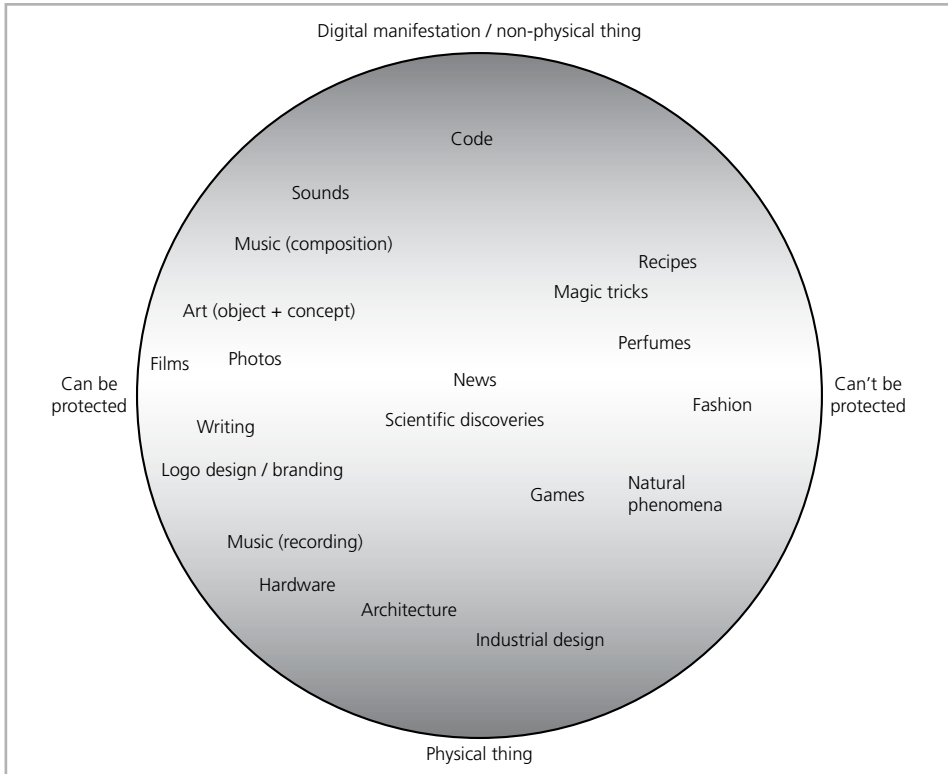 Digital manifestation / non-physical thing
Code
Sounds
Music (composition)
Recipes
Magic tricks
Art (object + concept)
Perfumes
Films
Photos
News
Can be
protected
Can't be
protected
Fashion
Scientific discoveries
Writing
Logo design / branding
Natural
phenomena
Games
Music (recording)
Hardware
Architecture
Industrial design
Physical thing